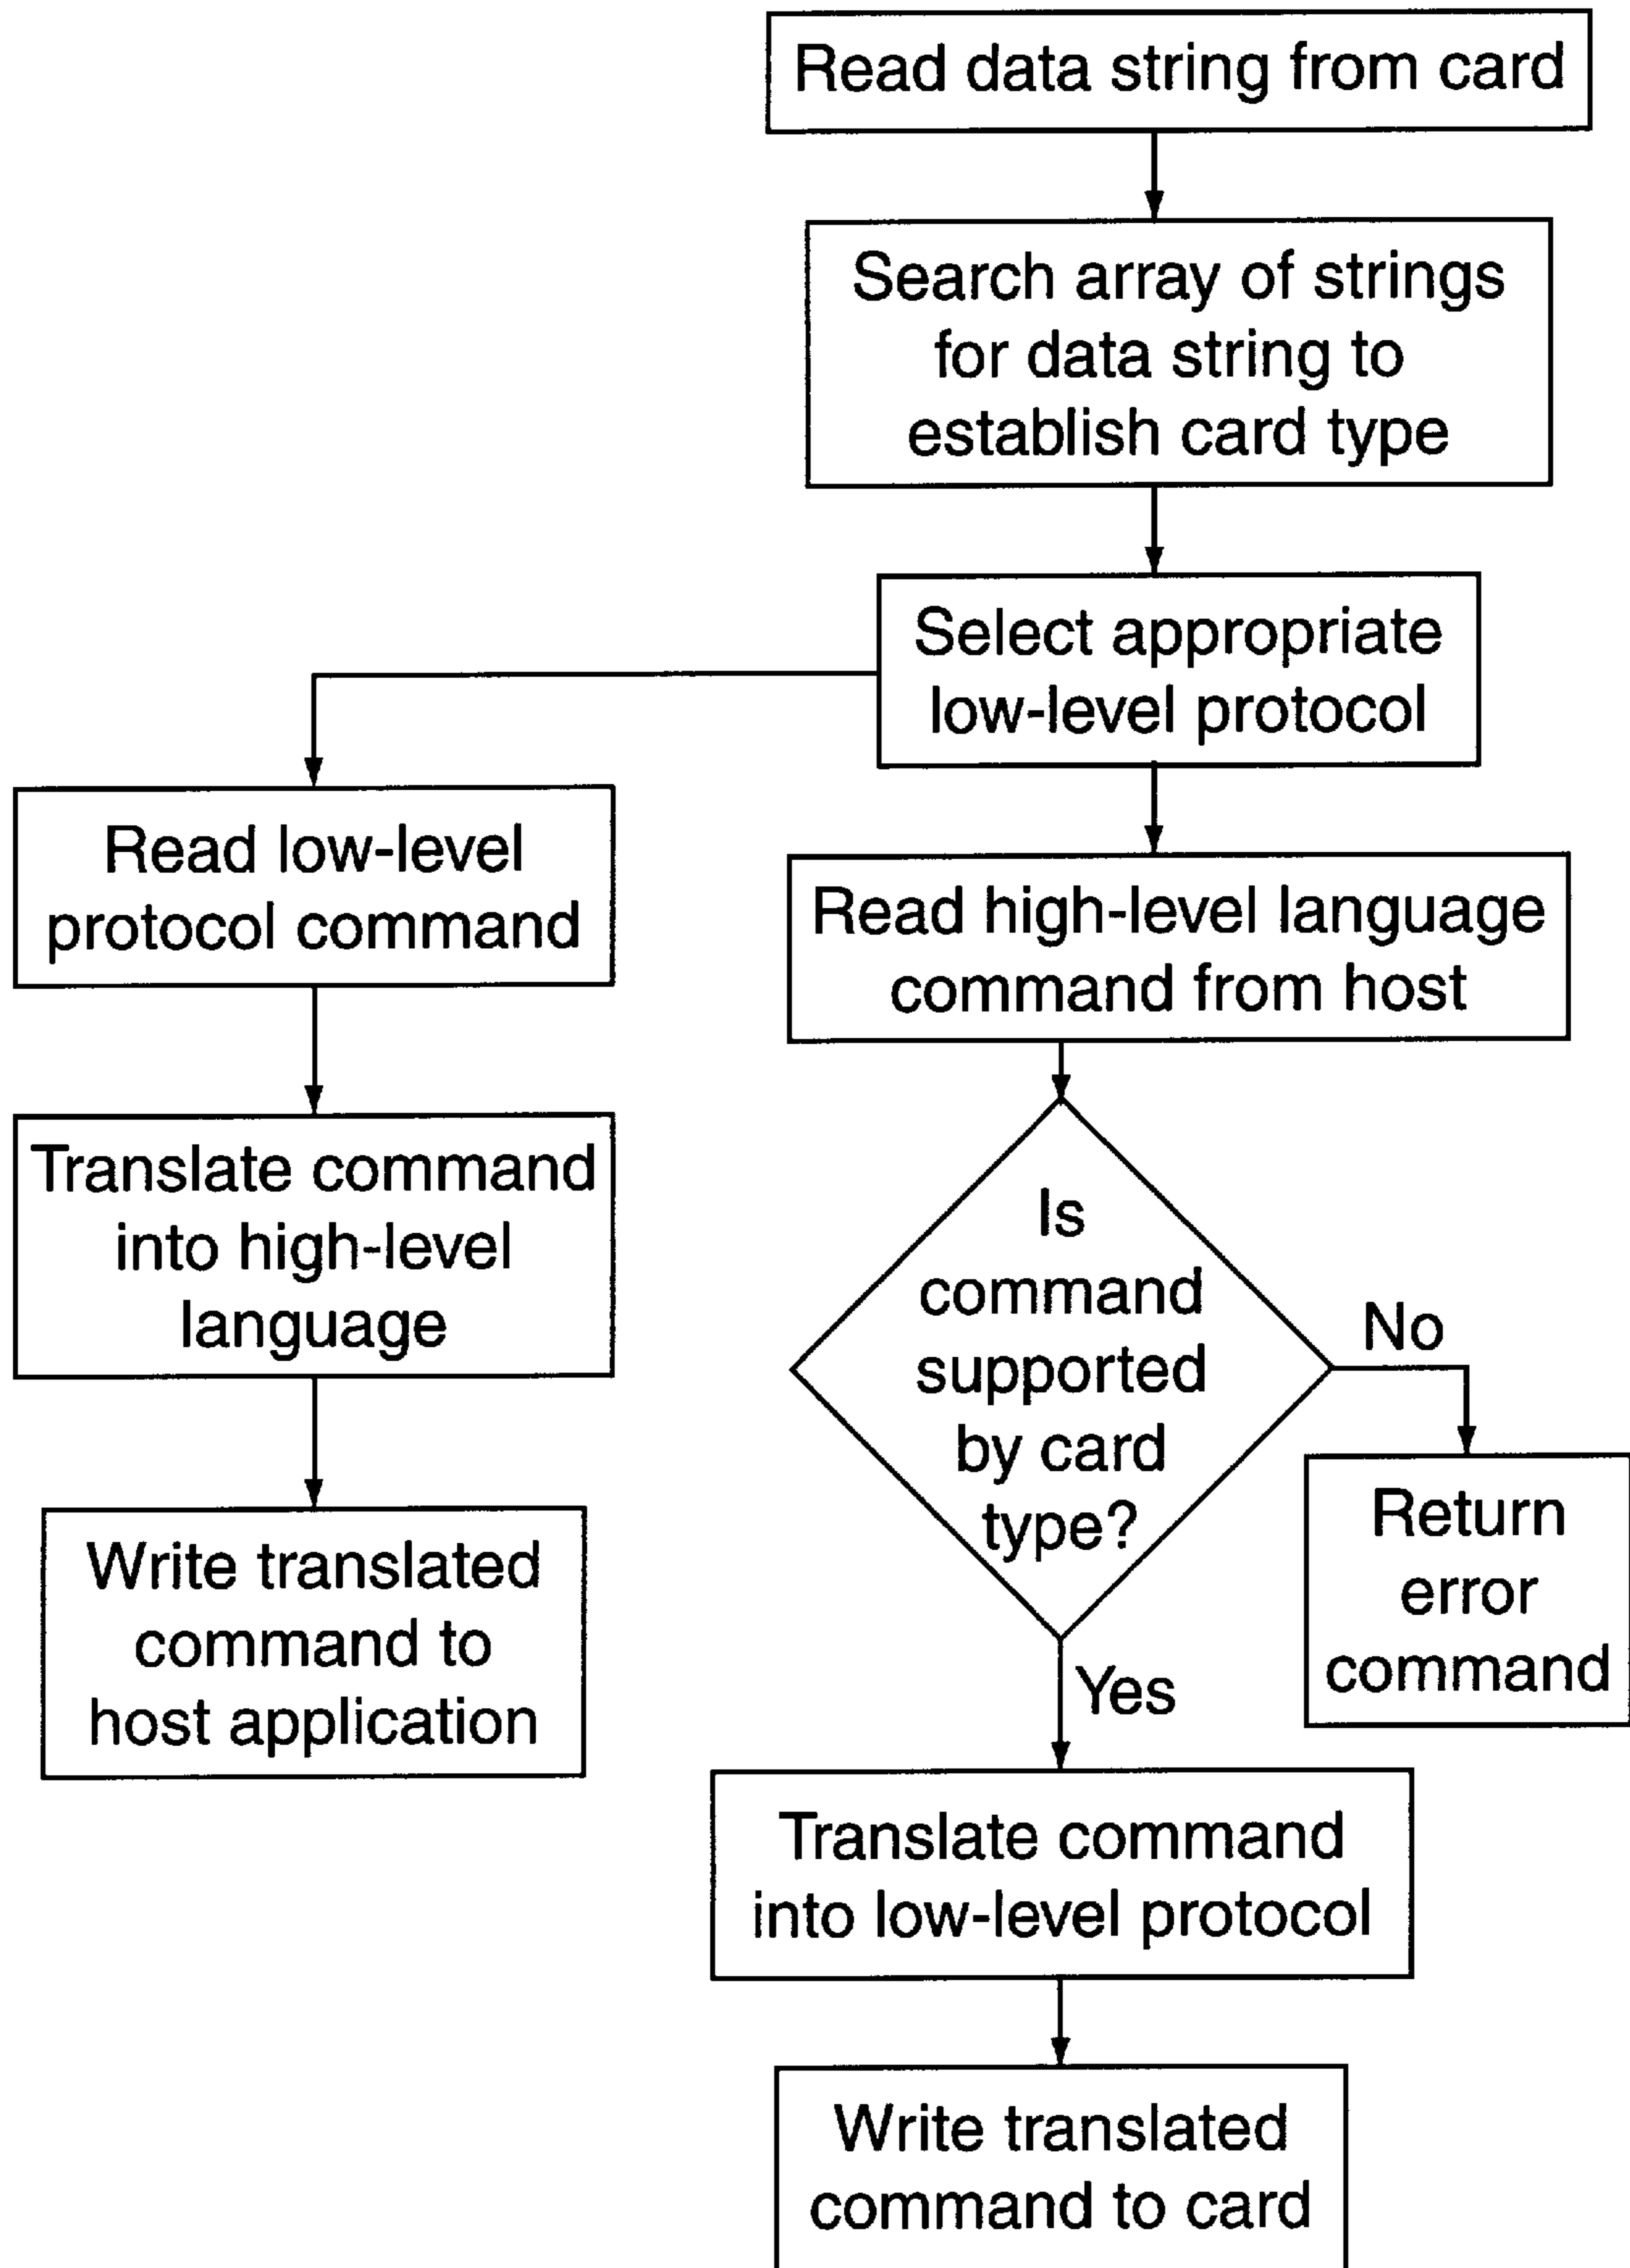 Read data string from card
Search array of strings
for data string to
establish card type
Select appropriate
low-level protocol
Read low-level
protocol command
Translate command
into high-level
language
Write translated
command to
host application
Read high-level language
command from host
Is
command
supported
by card
type?
No
Return
error
command
Yes
Translate command
into low-level protocol
Write translated
command to card